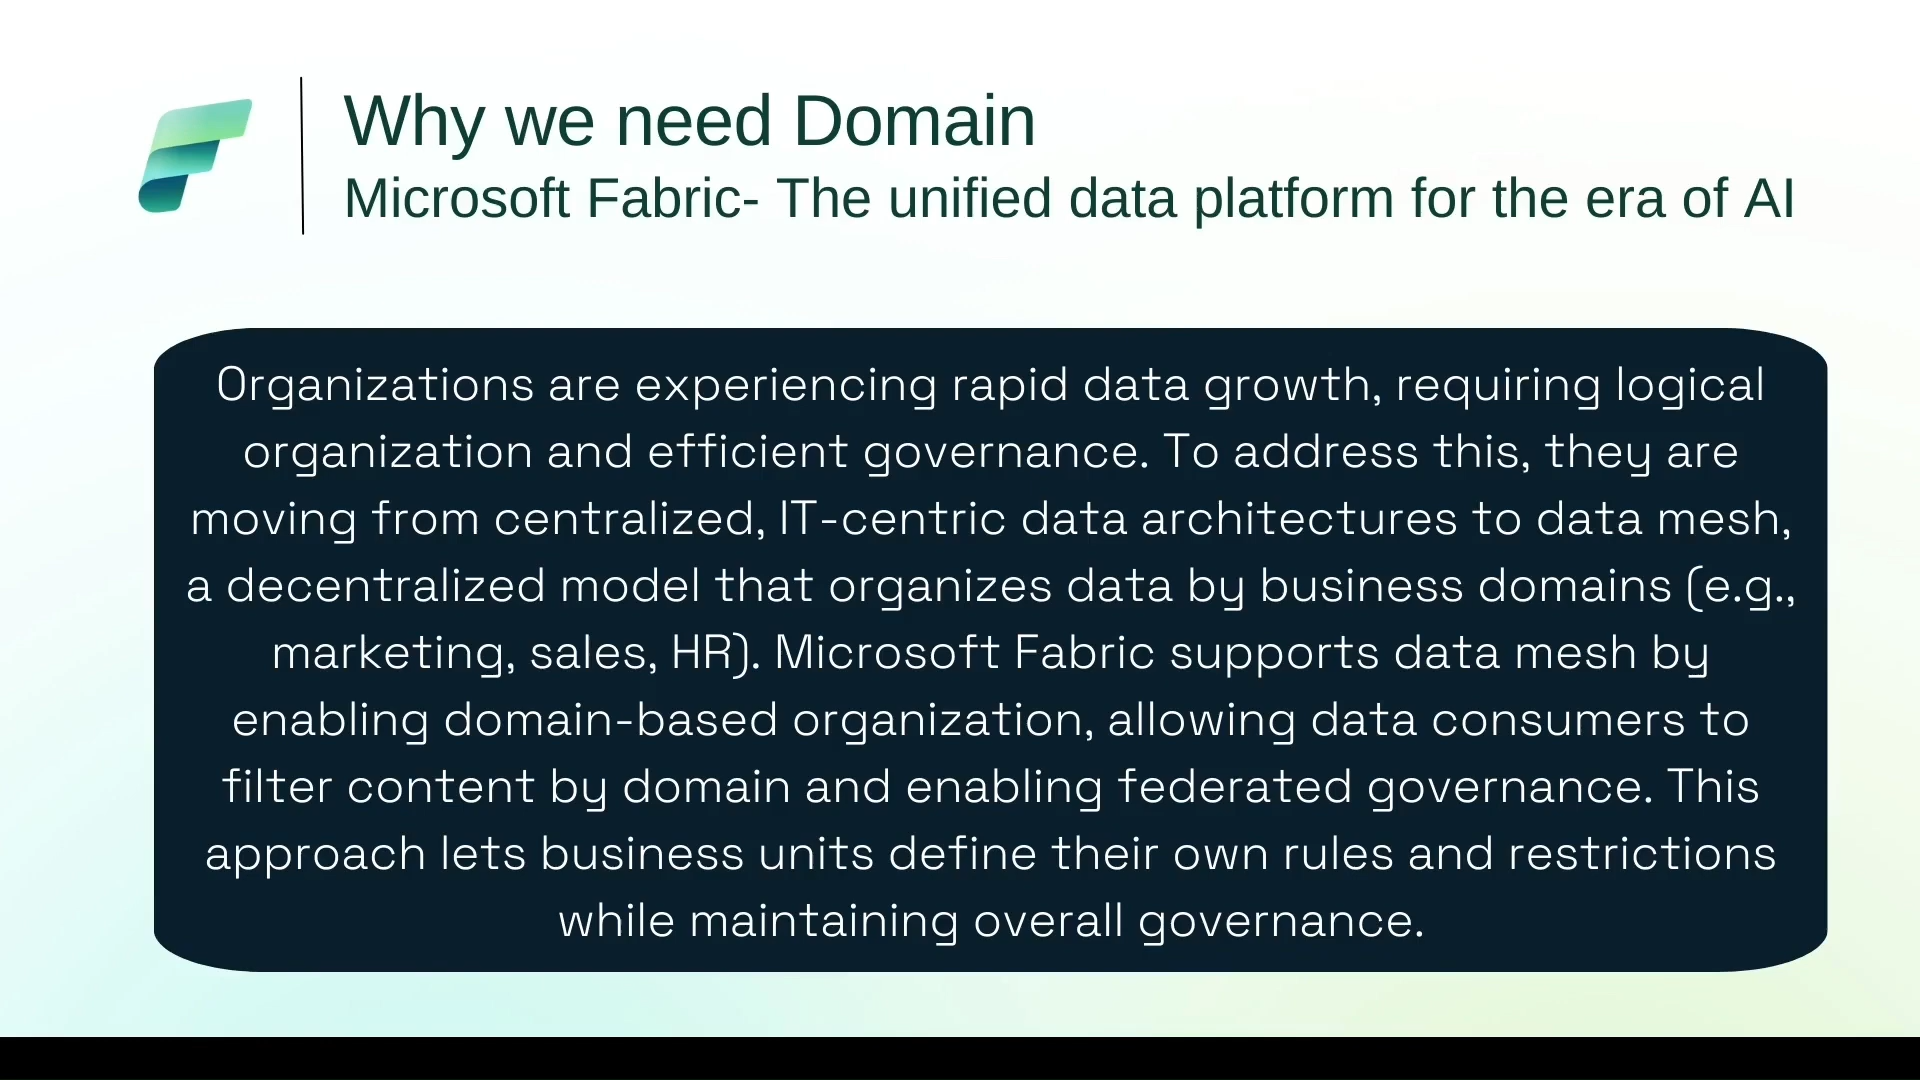 Why we need Domain
Microsoft Fabric- The unified data platform for the era of AI
Organizations are experiencing rapid data growth, requiring logical
organization and efficient governance. To address this, they are
moving from centralized, IT-centric data architectures to data mesh,
a decentralized model that organizes data by business domains (e.g.,
marketing, sales, HR). Microsoft Fabric supports data mesh by
enabling domain-based organization, allowing data consumers to
filter content by domain and enabling federated governance. This
approach lets business units define their own rules and restrictions
while maintaining overall governance.